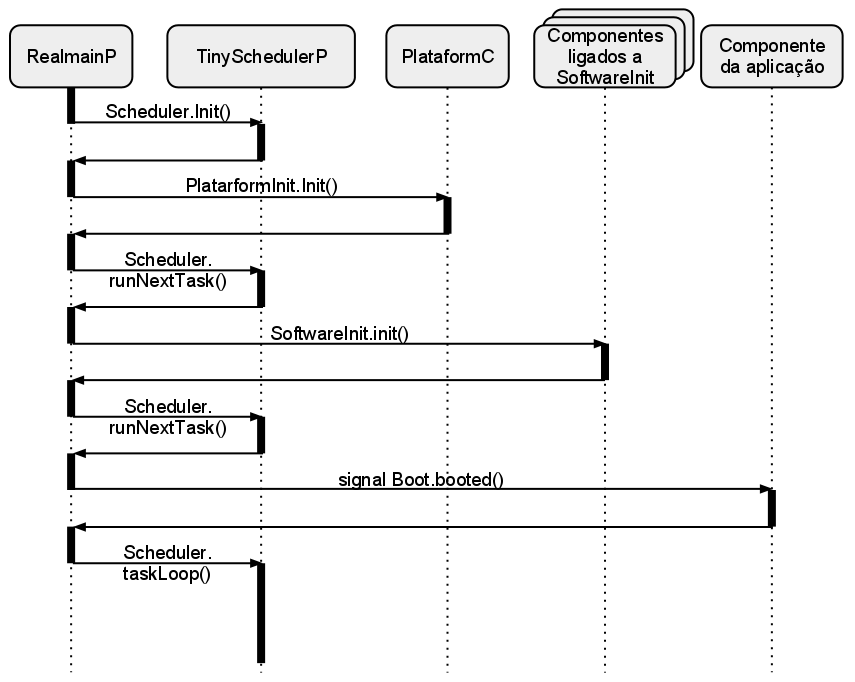 RealmainP
TinySchedulerP
PlataformC
Componentes
ligados a
SoftwareInit
Componente
da aplicação
Scheduler.Init()
PlatarformInit.Init()
Scheduler.
runNextTask()
SoftwareInit.init()
Scheduler.
runNextTask()
signal Boot.booted()
Scheduler.
taskLoop()